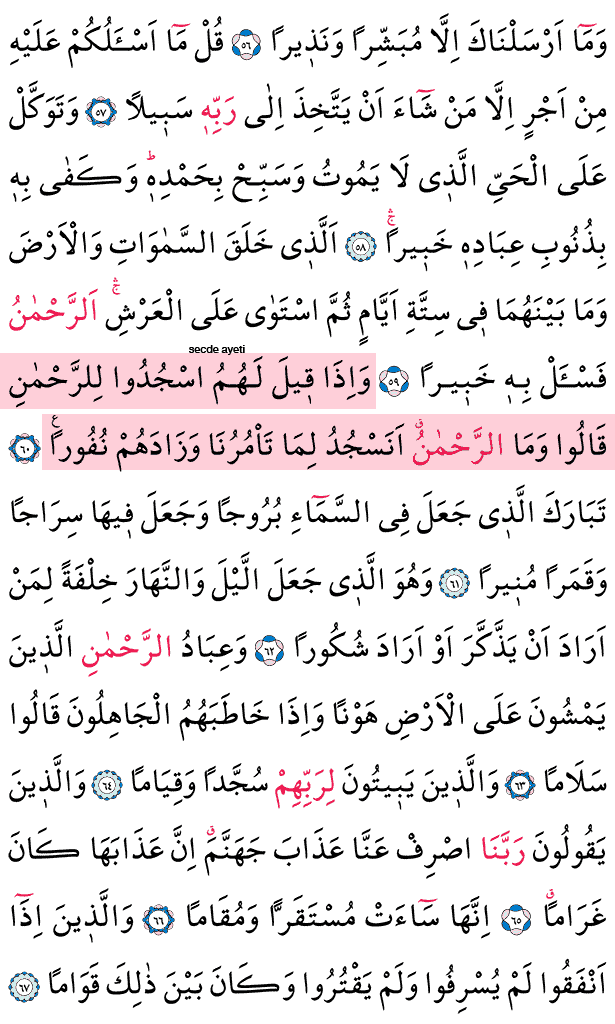 وَمَٓا اَرْسَلْنَاكَ اِلَّا مُبَشِّراً وَنَذ۪يراً ﴿٥٦﴾ قُلْ مَٓا اَسْـَٔلُكُمْ عَلَيْهِ
مِنْ اَجْرٍ اِلَّا مَنْ شَٓاءَ اَنْ يَتَّخِذَ اِلٰى رَبِّه۪ سَب۪يلاً ﴿٥٧﴾ وَتَوَكَّلْ
عَلَى الْحَيِّ الَّذ۪ي لَا يَمُوتُ وَسَبِّحْ بِحَمْدِه۪ۜ وَكَفٰى بِه۪
بِذُنُوبِ عِبَادِه۪ خَب۪يراًۚۛ ﴿٥٨﴾ اَلَّذ۪ي خَلَقَ السَّمٰوَاتِ وَالْاَرْضَ
وَمَا بَيْنَهُمَا ف۪ي سِتَّةِ اَيَّامٍ ثُمَّ اسْتَوٰى عَلَى الْعَرْشِۚۛ اَلرَّحْمٰنُ
secde ayeti
فَسْـَٔلْ بِه۪ خَب۪يراً ﴿٥٩﴾ وَاِذَا ق۪يلَ لَهُمُ اسْجُدُوا لِلرَّحْمٰنِ
قَالُوا وَمَا الرَّحْمٰنُۗ اَنَسْجُدُ لِمَا تَأْمُرُنَا وَزَادَهُمْ نُفُوراً۟ ﴿٦٠﴾
تَبَارَكَ الَّذ۪ي جَعَلَ فِي السَّمَٓاءِ بُرُوجاً وَجَعَلَ ف۪يهَا سِرَاجاً
وَقَمَراً مُن۪يراً ﴿٦١﴾ وَهُوَ الَّذ۪ي جَعَلَ الَّيْلَ وَالنَّهَارَ خِلْفَةً لِمَنْ
اَرَادَ اَنْ يَذَّكَّرَ اَوْ اَرَادَ شُكُوراً ﴿٦٢﴾ وَعِبَادُ الرَّحْمٰنِ الَّذ۪ينَ
يَمْشُونَ عَلَى الْاَرْضِ هَوْناً وَاِذَا خَاطَبَهُمُ الْجَاهِلُونَ قَالُوا
سَلَاماً ﴿٦٣﴾ وَالَّذ۪ينَ يَب۪يتُونَ لِرَبِّهِمْ سُجَّداً وَقِيَاماً ﴿٦٤﴾ وَالَّذ۪ينَ
يَقُولُونَ رَبَّنَا اصْرِفْ عَنَّا عَذَابَ جَهَنَّمَۗ اِنَّ عَذَابَهَا كَانَ
غَرَاماًۗ ﴿٦٥﴾ اِنَّهَا سَٓاءَتْ مُسْتَقَراًّ وَمُقَاماً ﴿٦٦﴾ وَالَّذ۪ينَ اِذَٓا
اَنْفَقُوا لَمْ يُسْرِفُوا وَلَمْ يَقْتُرُوا وَكَانَ بَيْنَ ذٰلِكَ قَوَاماً ﴿٦٧﴾